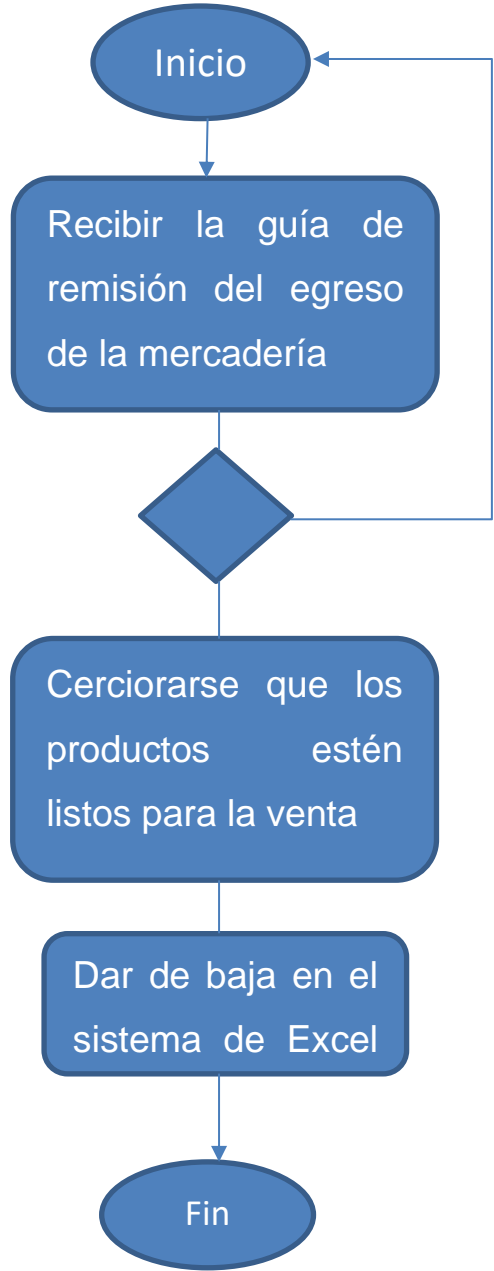 Inicio
Recibir la guía de
remisión del egreso
de la mercadería
Cerciorarse que los
productos estén
listos para la venta
Dar de baja en el
sistema de Excel
Fin